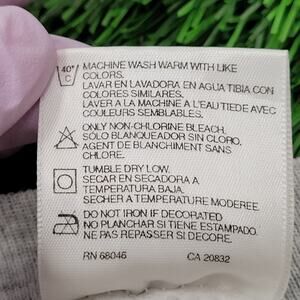 40°
C
MACHINE WASH WARM WITH LIKE
COLORS.
LAVAR EN LAVADORA EN AGUA TIBIA CON
COLORES SIMILARES.
LAVER A LA MACHINE A L'EAU TIEDE AVEC
COULEURS SEMBLABLES.
ONLY NON-CHLORINE BLEACH.
SÓLO BLANQUEADOR SIN CLORO.
AGENT DE BLANCHIMENT SANS
CHLORE.
TUMBLE DRY LOW.
SECAR EN SECADORA A
TEMPERATURA BAJA.
SECHER A TEMPERATURE MODEREE.
DO NOT IRON IF DECORATED
NO PLANCHAR SI TIENE ESTAMPADO.
NE PAS REPASSER SI DÉCORÉ.
RN 68046 CA 20832